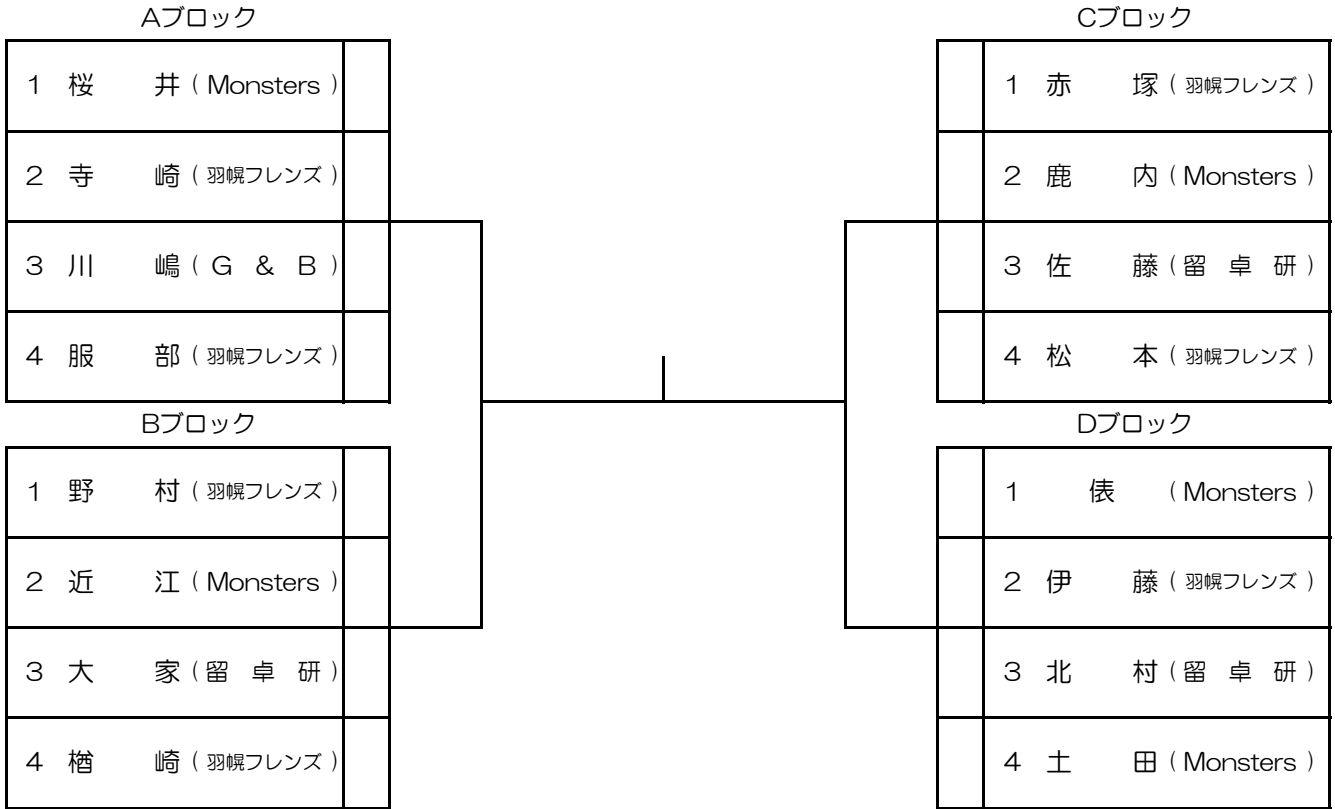 Aブロック
1 桜 井 ( Monsters )
2 寺 崎 ( 羽幌フレンズ )
3 川 嶋 ( G & B )
4 服 部 ( 羽幌フレンズ )
Bブロック
1 野 村 ( 羽幌フレンズ )
2 近 江 ( Monsters )
3 大 家 ( 留 卓 研 )
4 楢 崎 ( 羽幌フレンズ )
Cブロック
1 赤 塚 ( 羽幌フレンズ )
2 鹿 内 ( Monsters )
3 佐 藤 ( 留 卓 研 )
4 松 本 ( 羽幌フレンズ )
Dブロック
1 俵 ( Monsters )
2 伊 藤 ( 羽幌フレンズ )
3 北 村 ( 留 卓 研 )
4 土 田 ( Monsters )